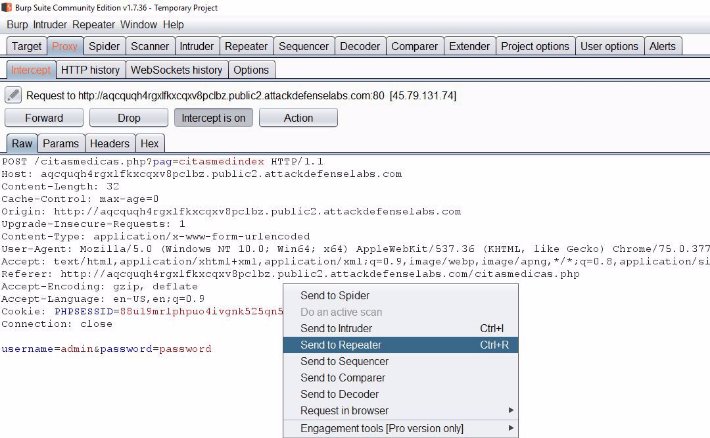 Burp Suite Community Edition v1.7.36 - Temporary Project
Burp Intruder Repeater Window Help
Target Proxy Spider Scanner Intruder Repeater Sequencer Decoder Comparer Extender Project options User options Alerts
Intercept HTTP history WebSockets history Options
Request to http://aqcquqh4rgxlfkxcqxv8pclbz.public2.attackdefenselabs.com:80 [45.79.131.74]
Forward Drop Intercept is on Action
Raw Params Headers Hex
POST /citasmedicas.php?pag=citasmedindex HTTP/1.1
Host: aqcquqh4rgxlfkxcqxv8pclbz.public2.attackdefenselabs.com
Content-Length: 32
Cache-Control: max-age=0
Origin: http://aqcquqh4rgxlfkxcqxv8pclbz.public2.attackdefenselabs.com
Upgrade-Insecure-Requests: 1
Content-Type: application/x-www-form-urlencoded
User-Agent: Mozilla/5.0 (Windows NT 10.0; Win64; x64) AppleWebKit/537.36 (KHTML, like Gecko) Chrome/75.0.377
Accept: text/html,application/xhtml+xml,application/xml;q=0.9,image/webp,image/apng,*/*;q=0.8,application/si
Referer: http://aqcquqh4rgxlfkxcqxv8pclbz.public2.attackdefenselabs.com/citasmedicas.php
Accept-Encoding: gzip, deflate
Accept-Language: en-US,en;q=0.9
Cookie: PHPSESSID=88ul9mrlphpuo4ivgnk525qn5
Connection: close
username=admin&password=password
Send to Spider
Do an active scan
Send to Intruder Ctrl+I
Send to Repeater Ctrl+R
Send to Sequencer
Send to Comparer
Send to Decoder
Request in browser
Engagement tools [Pro version only]